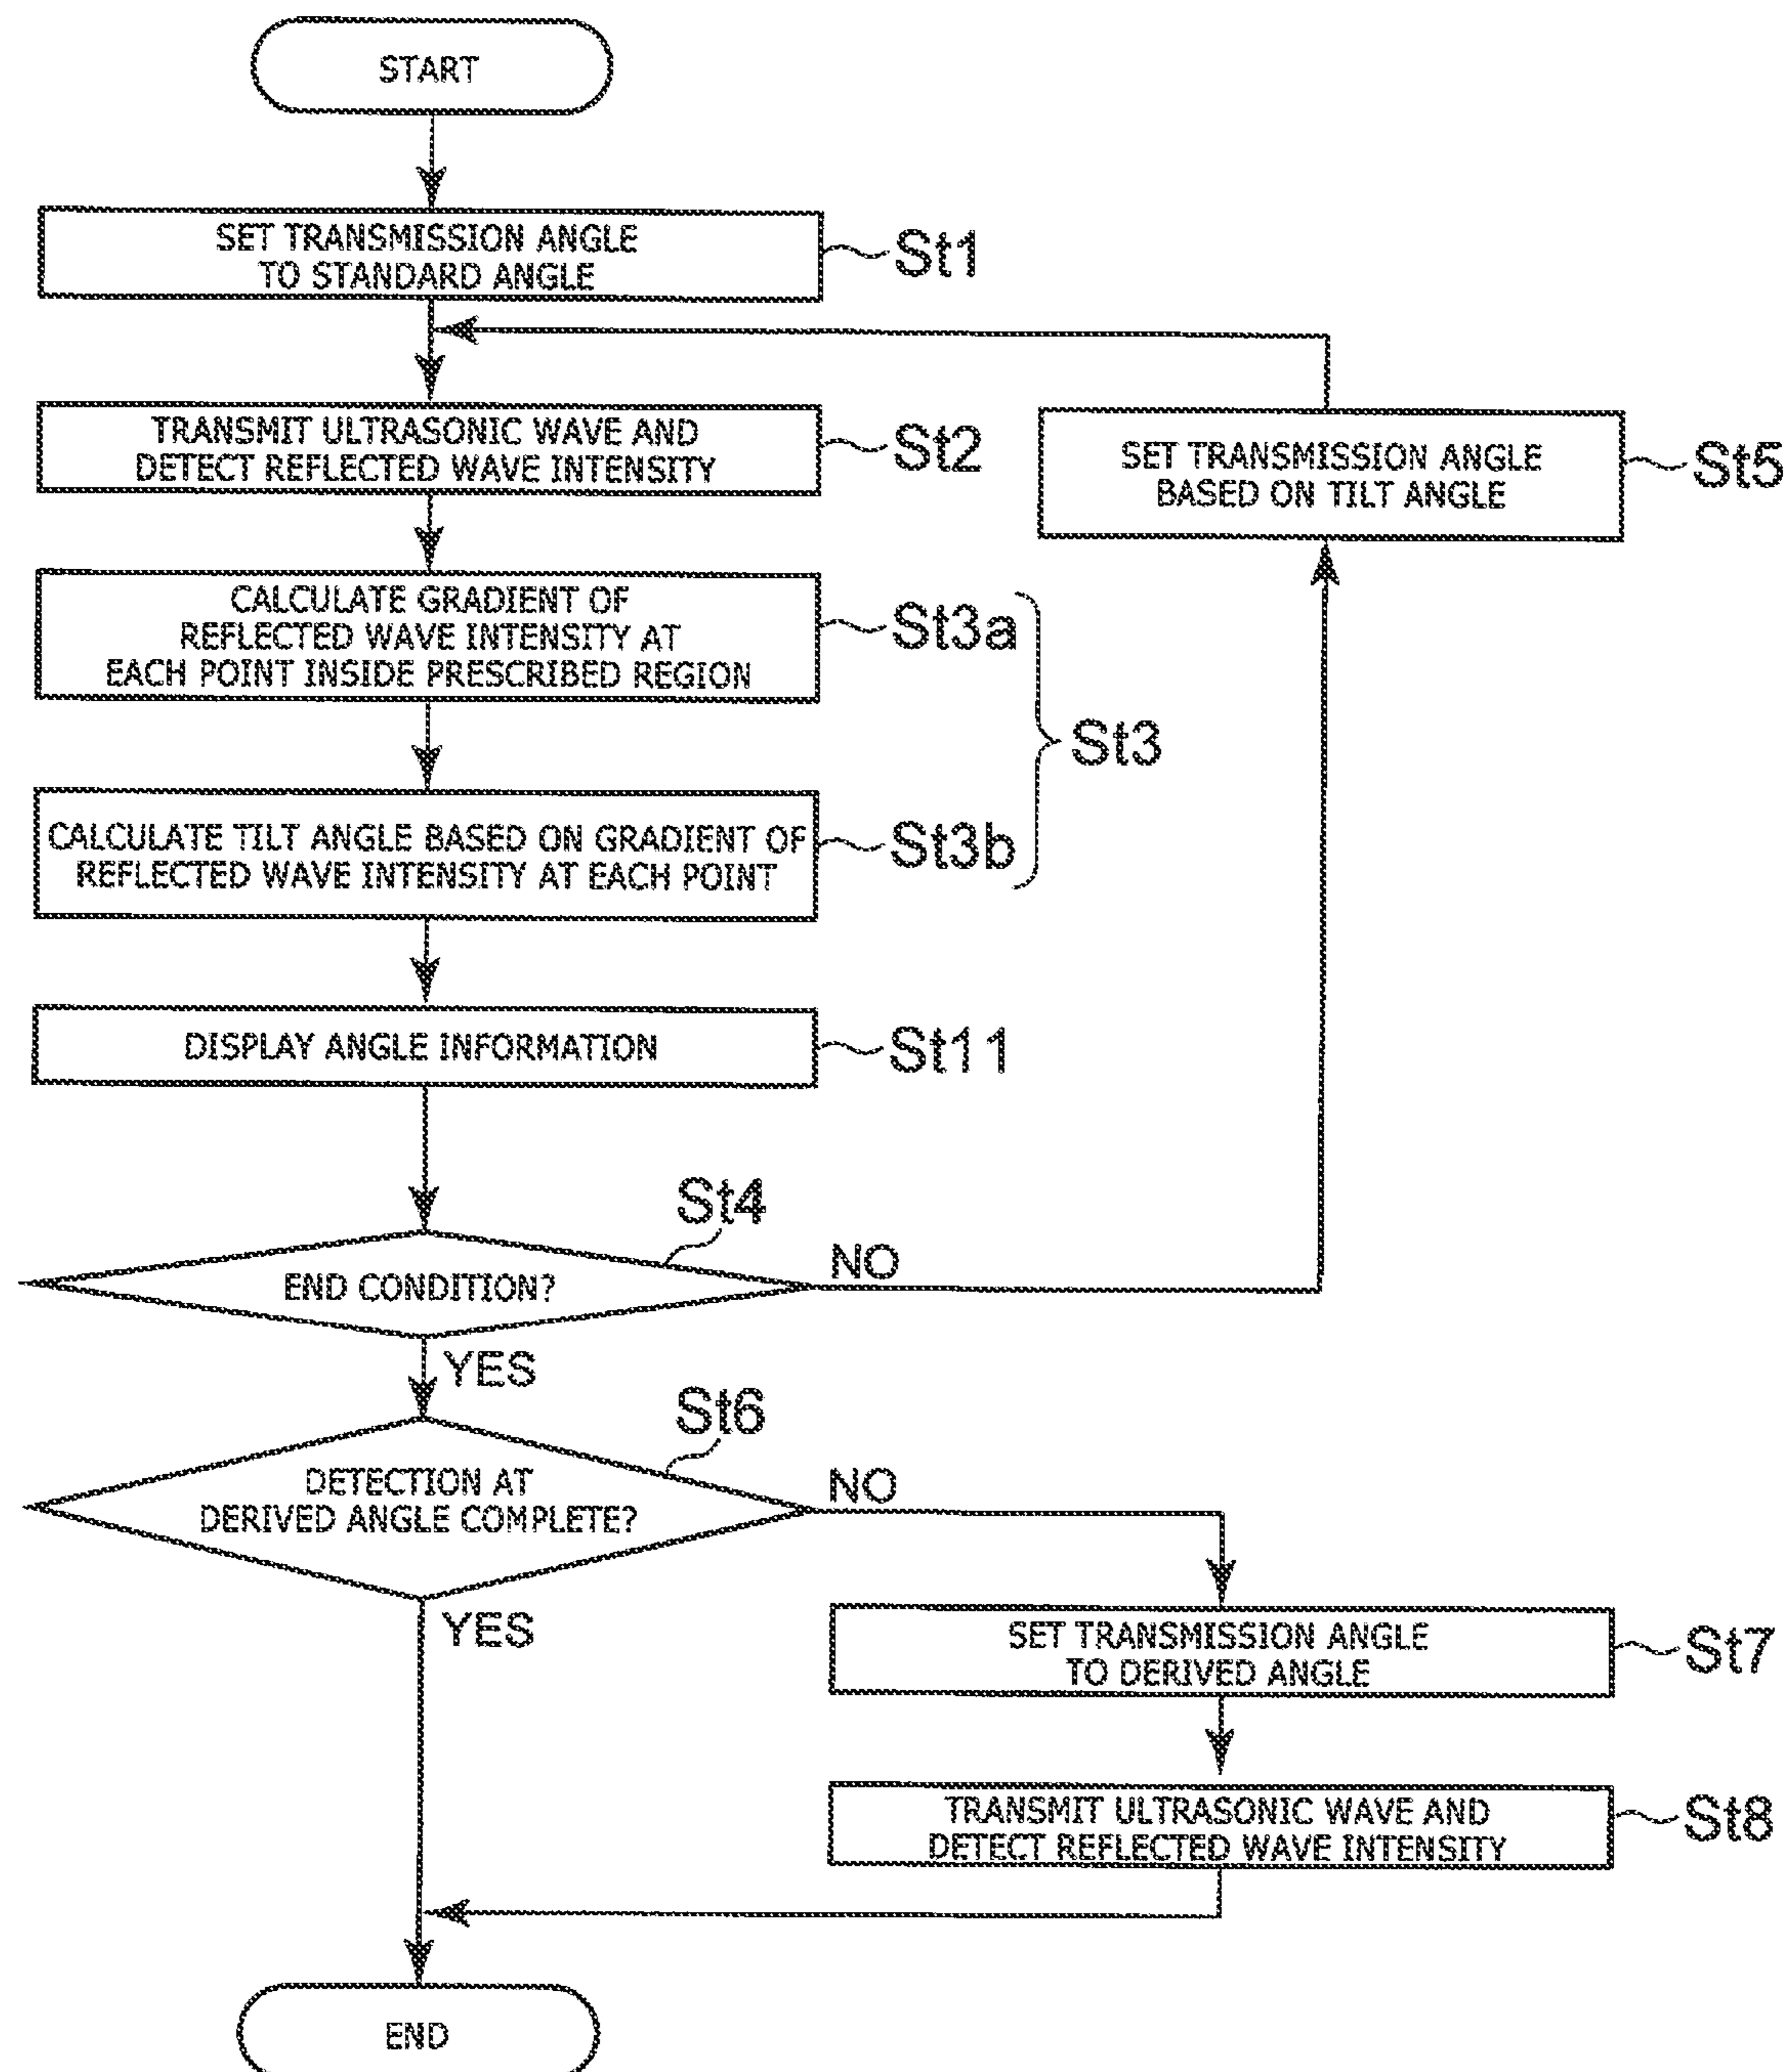 START
SET TRANSMISSION ANGLE
TO STANDARD ANGLE
St1
TRANSMIT ULTRASONIC WAVE AND
DETECT REFLECTED WAVE INTENSITY
St2
SET TRANSMISSION ANGLE
BASED ON TILT ANGLE
St5
CALCULATE GRADIENT OF
REFLECTED WAVE INTENSITY AT
EACH POINT INSIDE PRESCRIBED REGION
St3a
St3
CALCULATE TILT ANGLE BASED ON GRADIENT OF
REFLECTED WAVE INTENSITY AT EACH POINT
St3b
DISPLAY ANGLE INFORMATION
St11
St4
END CONDITION?
NO
YES
St6
DETECTION AT
DERIVED ANGLE COMPLETE?
NO
YES
SET TRANSMISSION ANGLE
TO DERIVED ANGLE
St7
TRANSMIT ULTRASONIC WAVE AND
DETECT REFLECTED WAVE INTENSITY
St8
END